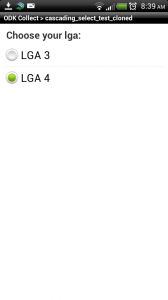 8:39 AM
ODK Collect > cascading_select_test_cloned
Choose your lga:
LGA 3
LGA 4